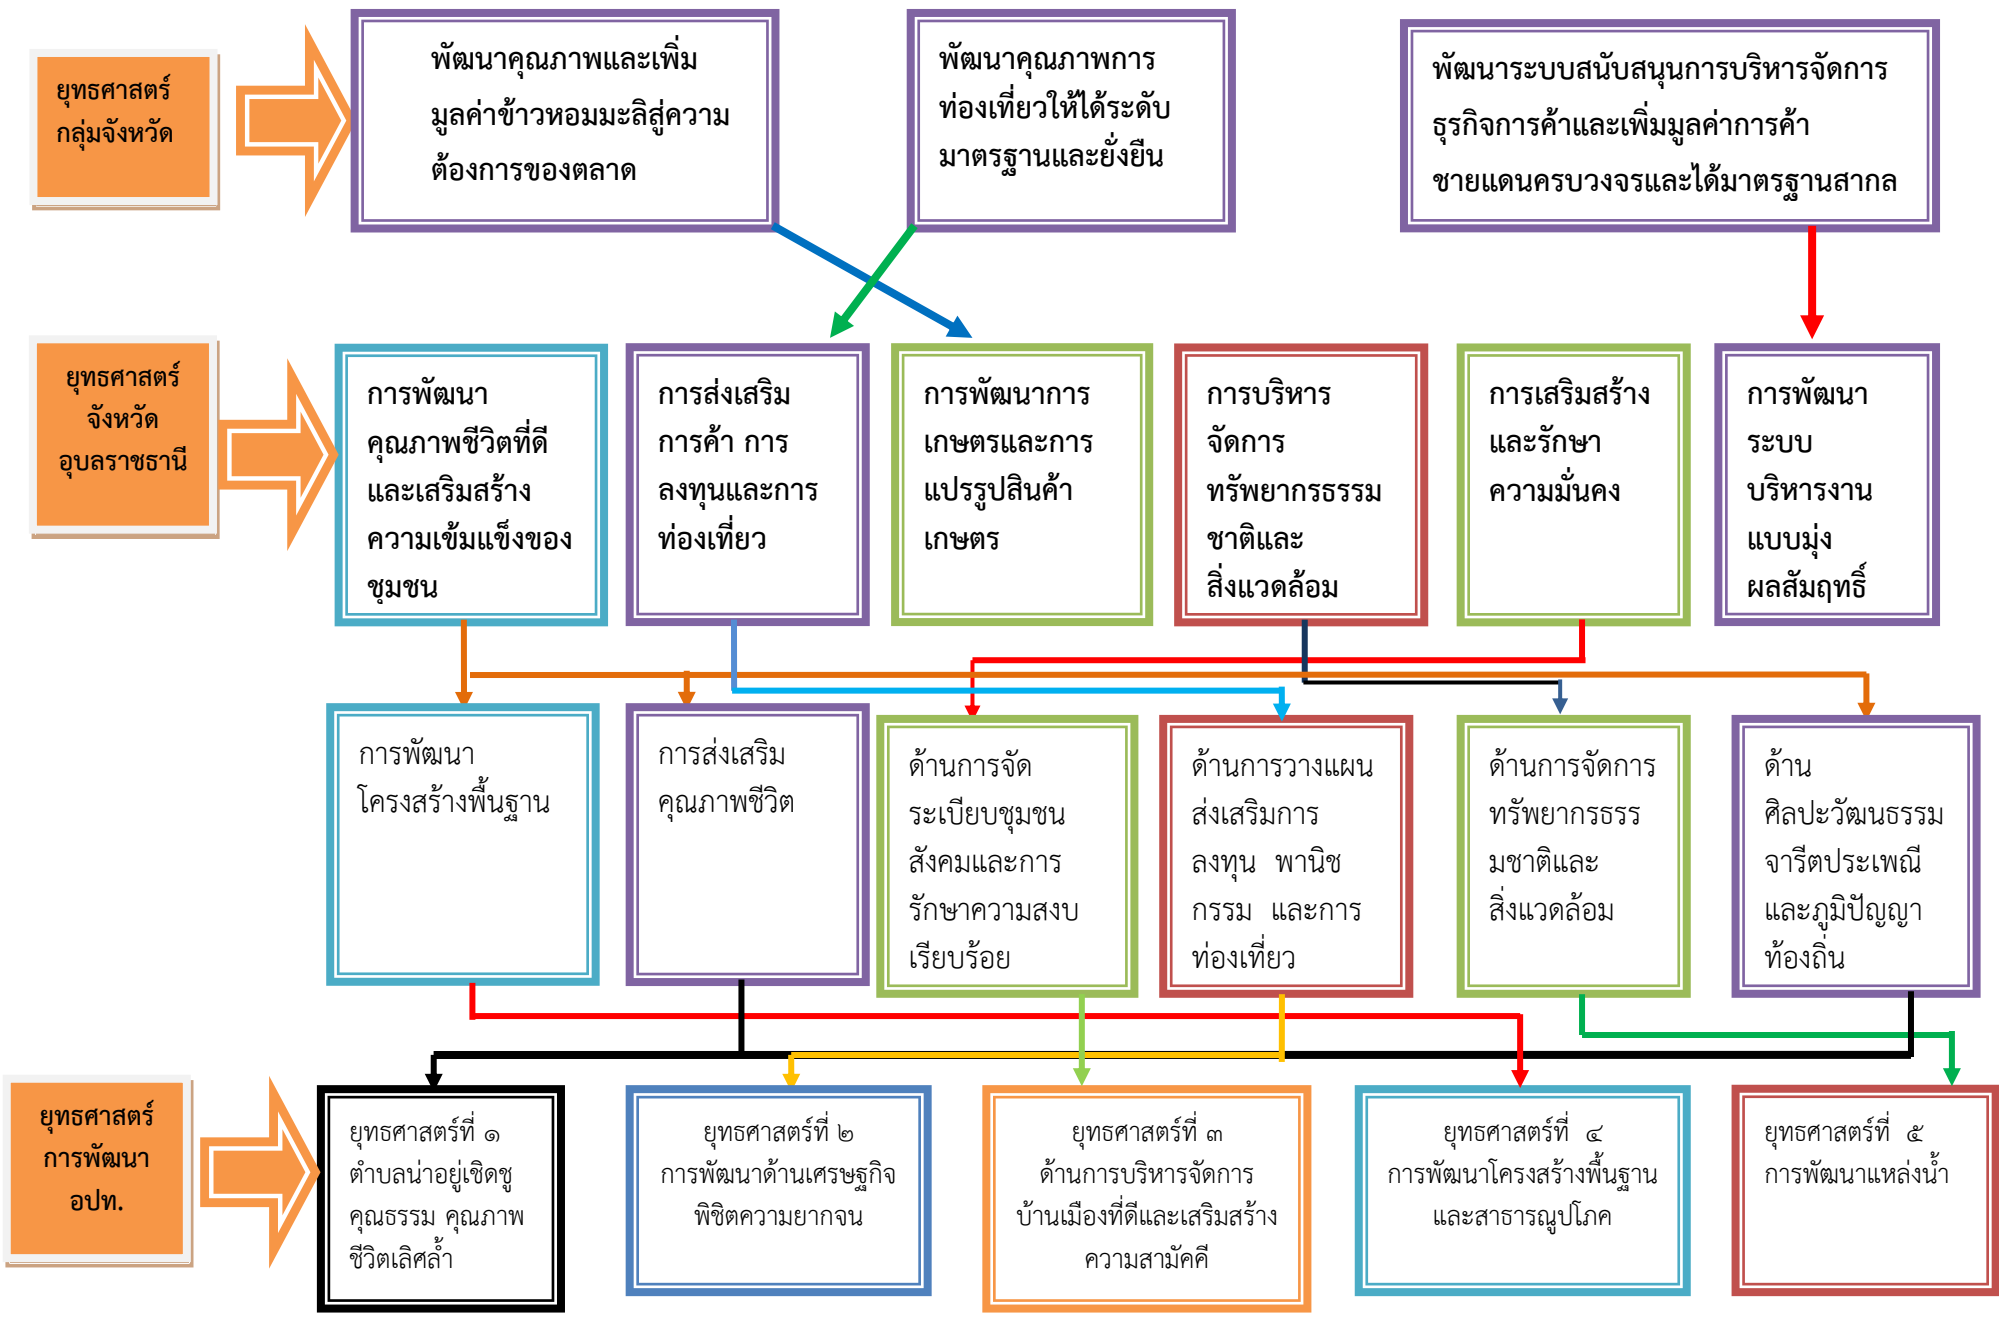 ยุทธศาสตร์
กลุ่มจังหวัด
พัฒนาคุณภาพและเพิ่ม
มูลค่าข้าวหอมมะลิสู่ความ
ต้องการของตลาด
พัฒนาคุณภาพการ
ท่องเที่ยวให้ได้ระดับ
มาตรฐานและยั่งยืน
พัฒนาระบบสนับสนุนการบริหารจัดการ
ธุรกิจการค้าและเพิ่มมูลค่าการค้า
ชายแดนครบวงจรและได้มาตรฐานสากล
ยุทธศาสตร์
จังหวัด
อุบลราชธานี
การพัฒนา
คุณภาพชีวิตที่ดี
และเสริมสร้าง
ความเข้มแข็งของ
ชุมชน
การส่งเสริม
การค้า การ
ลงทุนและการ
ท่องเที่ยว
การพัฒนาการ
เกษตรและการ
แปรรูปสินค้า
เกษตร
การบริหาร
จัดการ
ทรัพยากรธรรม
ชาติและ
สิ่งแวดล้อม
การเสริมสร้าง
และรักษา
ความมั่นคง
การพัฒนา
ระบบ
บริหารงาน
แบบมุ่ง
ผลสัมฤทธิ์
การพัฒนา
โครงสร้างพื้นฐาน
การส่งเสริม
คุณภาพชีวิต
ด้านการจัด
ระเบียบชุมชน
สังคมและการ
รักษาความสงบ
เรียบร้อย
ด้านการวางแผน
ส่งเสริมการ
ลงทุน พานิช
กรรม และการ
ท่องเที่ยว
ด้านการจัดการ
ทรัพยากรธรร
มชาติและ
สิ่งแวดล้อม
ด้าน
ศิลปะวัฒนธรรม
จารีตประเพณี
และภูมิปัญญา
ท้องถิ่น
ยุทธศาสตร์
การพัฒนา
อปท.
ยุทธศาสตร์ที่ ๑
ตำบลน่าอยู่เชิดชู
คุณธรรม คุณภาพ
ชีวิตเลิศล้ำ
ยุทธศาสตร์ที่ ๒
การพัฒนาด้านเศรษฐกิจ
พิชิตความยากจน
ยุทธศาสตร์ที่ ๓
ด้านการบริหารจัดการ
บ้านเมืองที่ดีและเสริมสร้าง
ความสามัคคี
ยุทธศาสตร์ที่ ๔
การพัฒนาโครงสร้างพื้นฐาน
และสาธารณูปโภค
ยุทธศาสตร์ที่ ๕
การพัฒนาแหล่งน้ำ